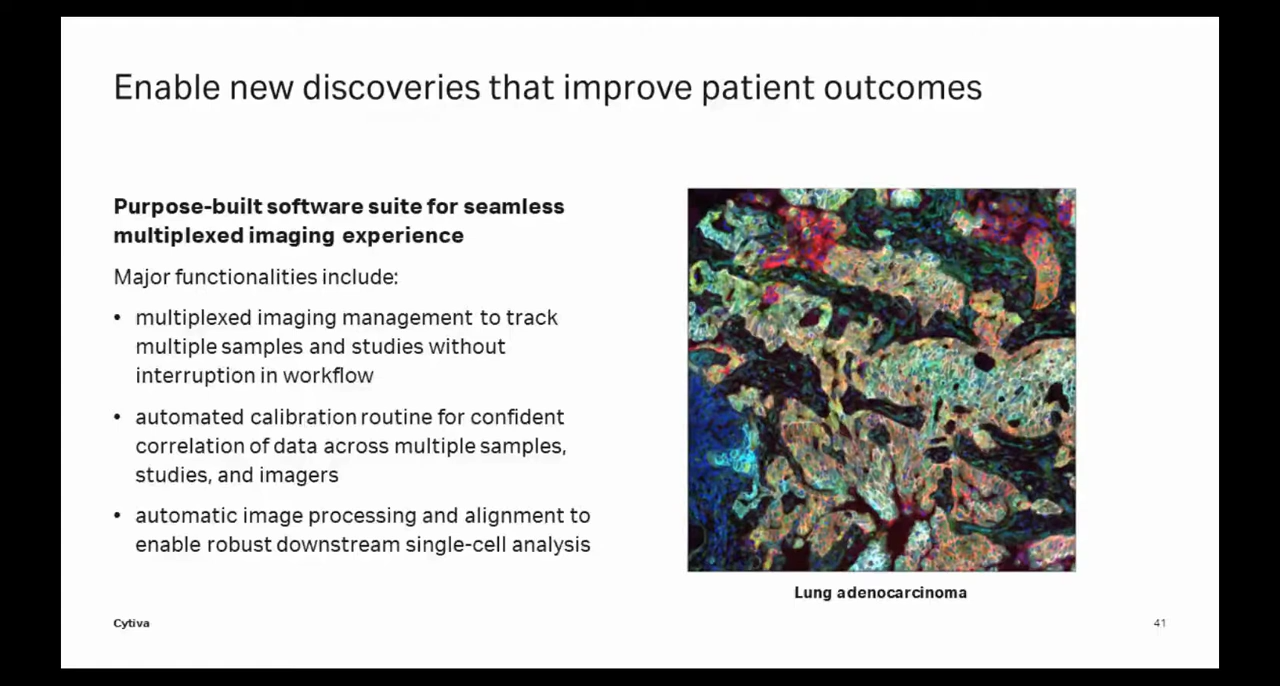 Enable new discoveries that improve patient outcomes
Purpose-built software suite for seamless
multiplexed imaging experience
Major functionalities include:
• multiplexed imaging management to track
multiple samples and studies without
interruption in workflow
• automated calibration routine for confident
correlation of data across multiple samples,
studies, and imagers
• automatic image processing and alignment to
enable robust downstream single-cell analysis
Lung adenocarcinoma
Cytiva
41